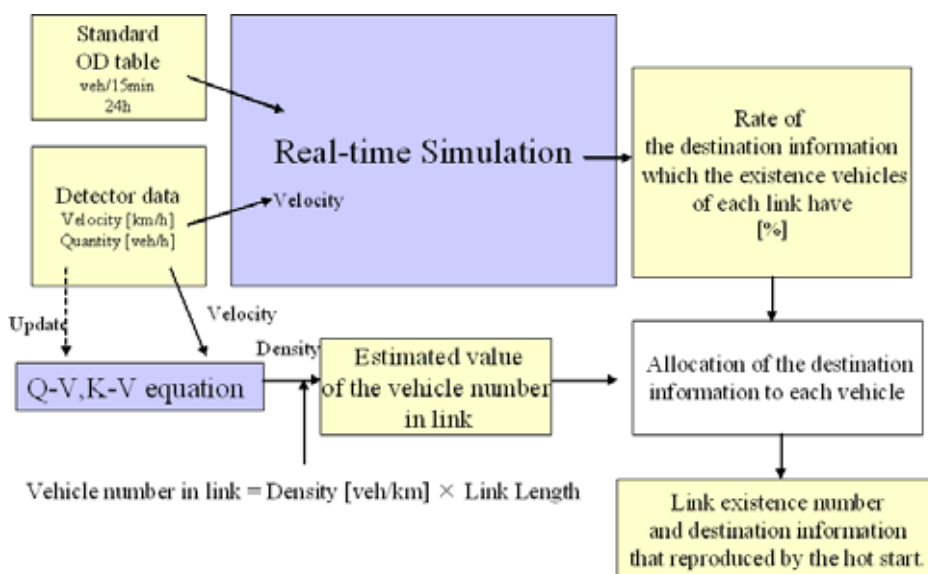 Standard
OD table
veh/15min
24h
Real-time Simulation
Rate of
the destination information
which the existence vehicles
of each link have
[%]
Detector data
Velocity [km/h]
Quantity [veh/h]
Velocity
Update
Velocity
Density
Q-V,K-V equation
Estimated value
of the vehicle number
in link
Allocation of the destination
information to each vehicle
Vehicle number in link = Density [veh/km] × Link Length
Link existence number
and destination information
that reproduced by the hot start.